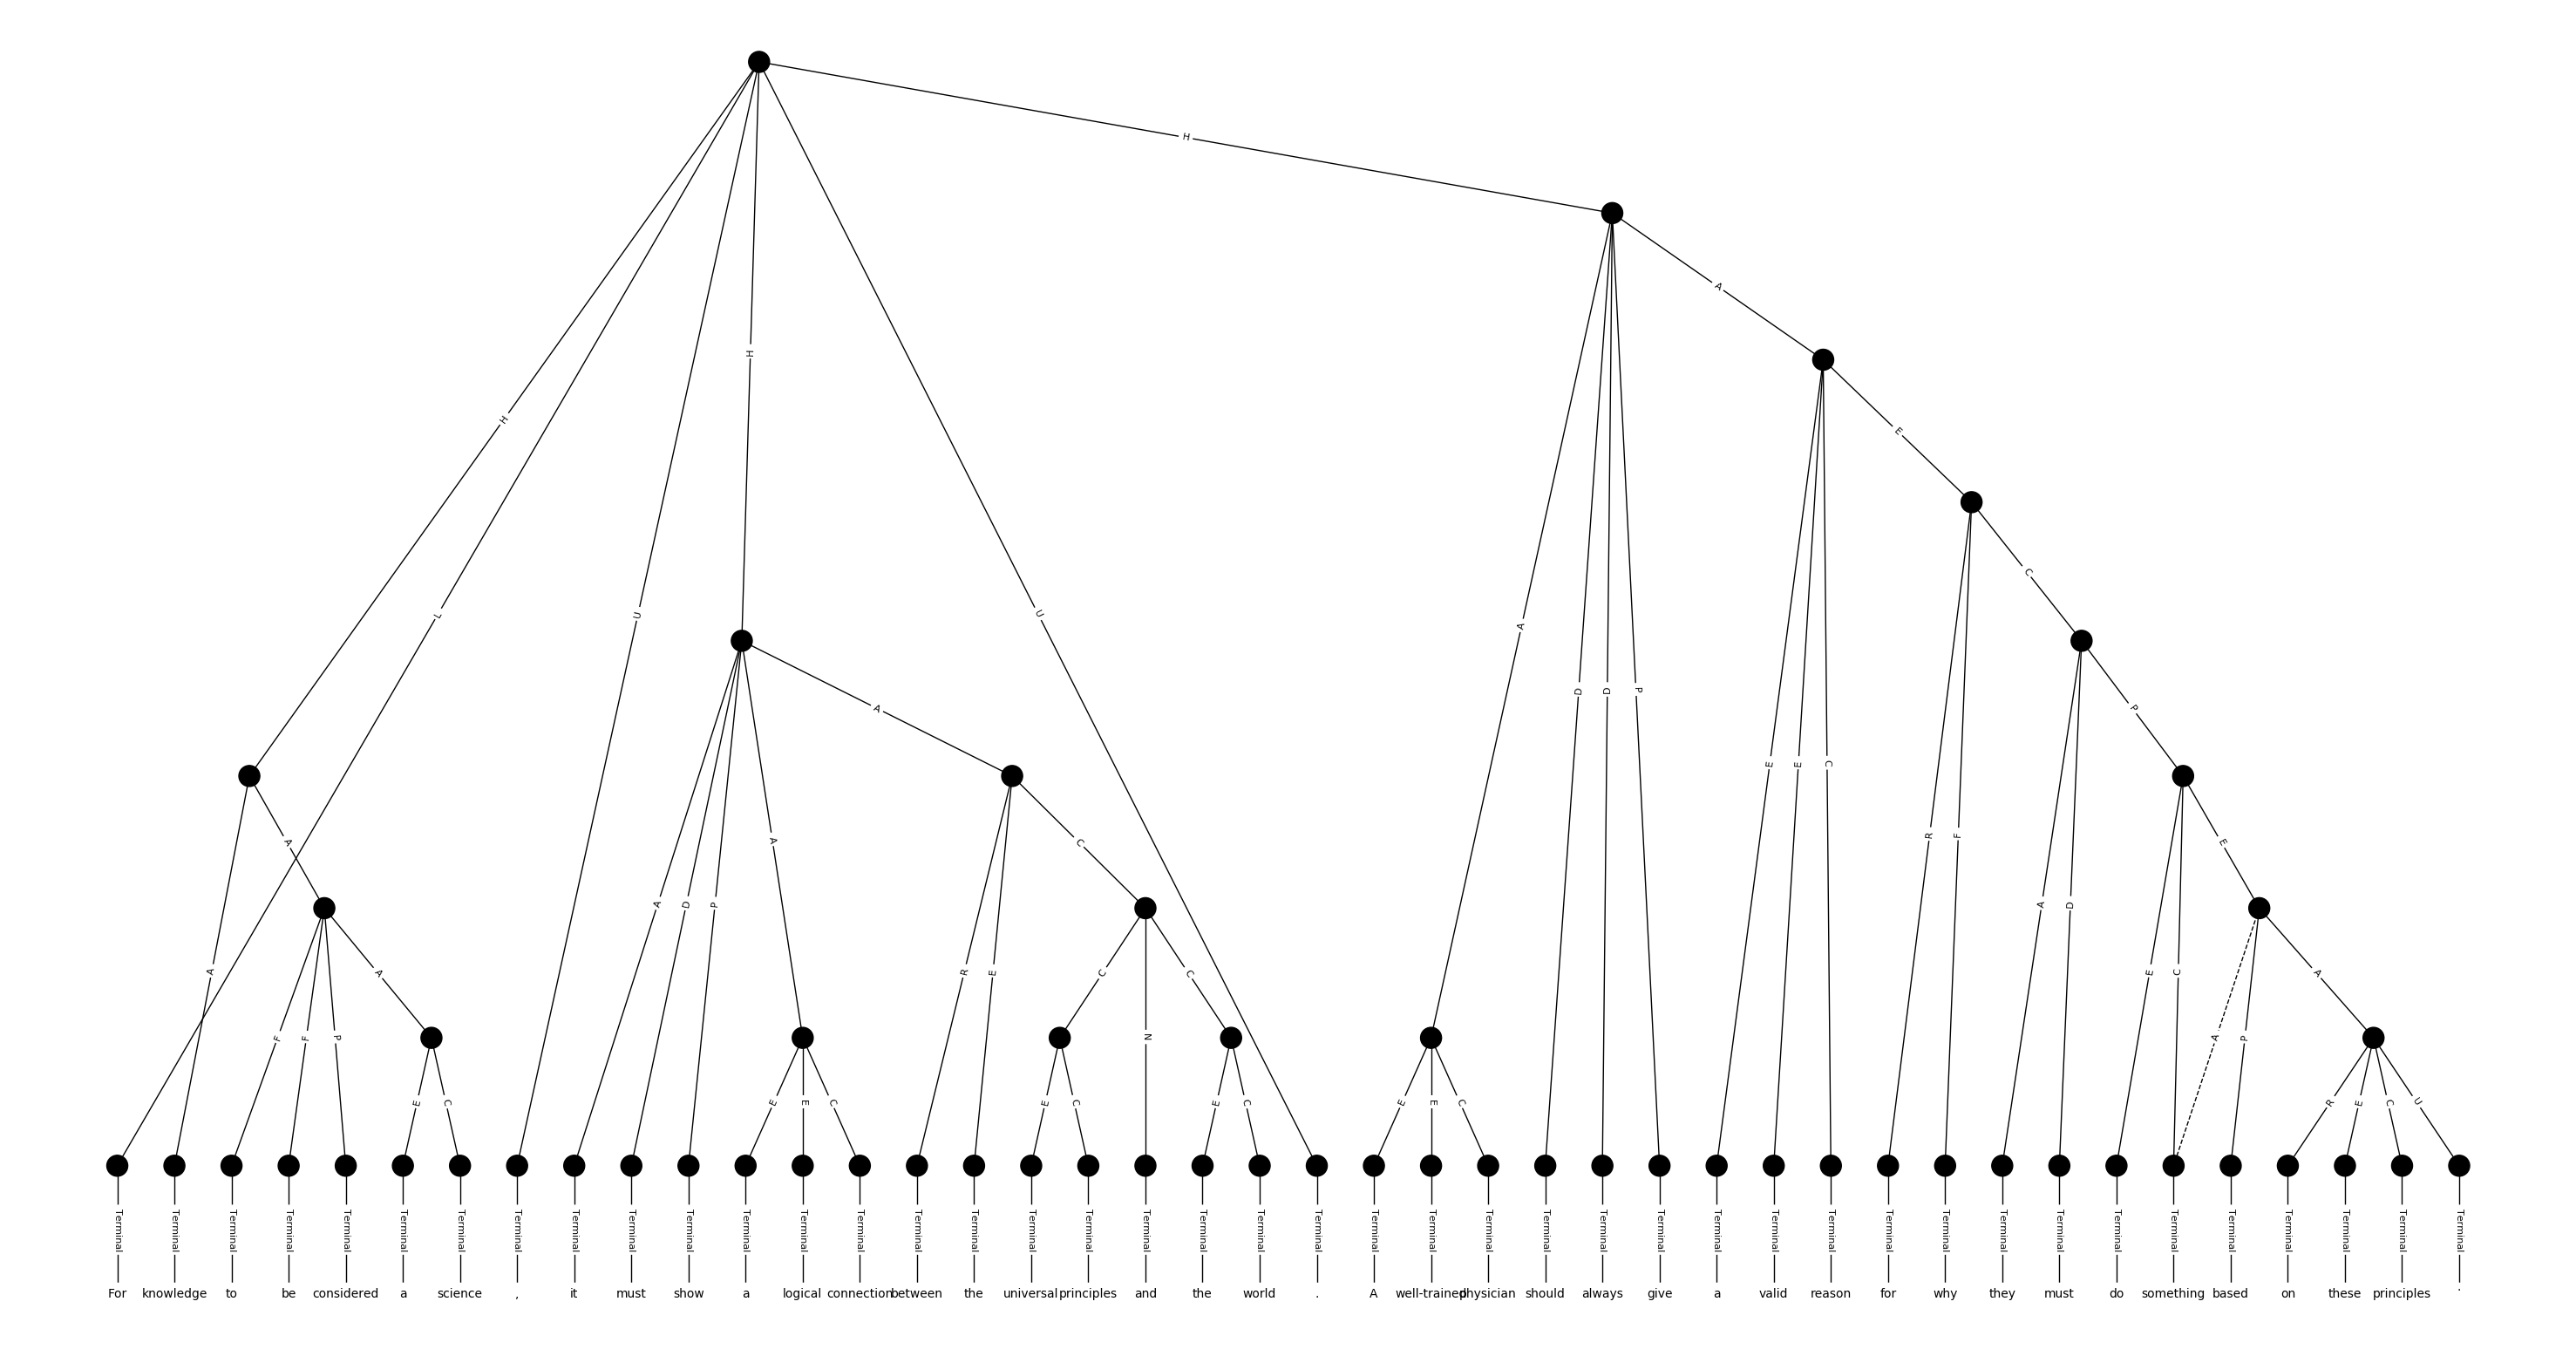 H
H
A
L
H
E
C
U
U
A
D
D
P
A
P
A
E
E
C
R
F
A
A
E
A
C
A
D
P
A
D
A
A
R
E
C
C
E
C
A
F
F
P
N
A
P
E
C
E
E
C
E
C
E
C
E
E
C
R
E
C
U
Terminal Terminal Terminal Terminal Terminal Terminal Terminal Terminal Terminal Terminal Terminal Terminal Terminal Terminal Terminal Terminal Terminal Terminal Terminal Terminal Terminal Terminal Terminal Terminal Terminal Terminal Terminal Terminal Terminal Terminal Terminal Terminal Terminal Terminal Terminal Terminal Terminal Terminal Terminal Terminal Terminal Terminal
For knowledge to be considered a science , it must show a logical connection between the universal principles and the world . A well-trained physician should always give a valid reason for why they must do something based on these principles .